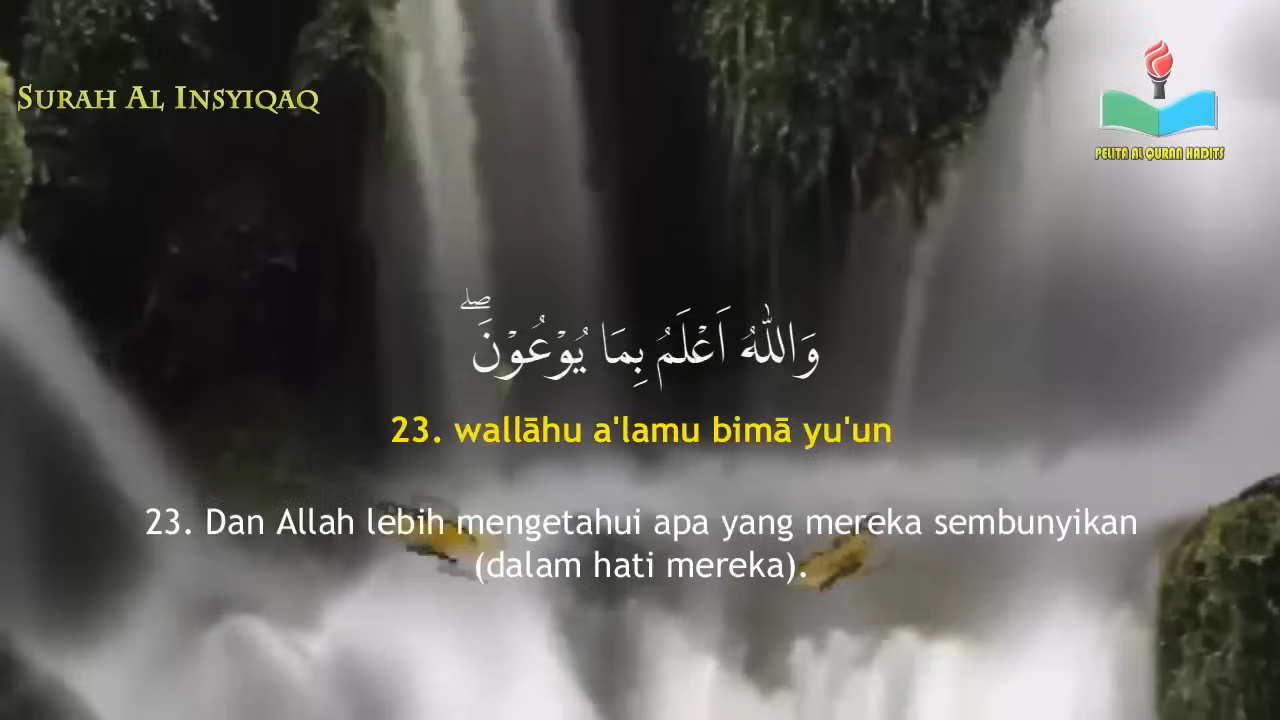 SURAH AL INSYIQAQ
PELITA AL QURAN HADITS
وَاللّٰهُ اَعْلَمُ بِمَا يُوْعُوْنَۖ
23. wallāhu a'lamu bimā yu'un
23. Dan Allah lebih mengetahui apa yang mereka sembunyikan
(dalam hati mereka).